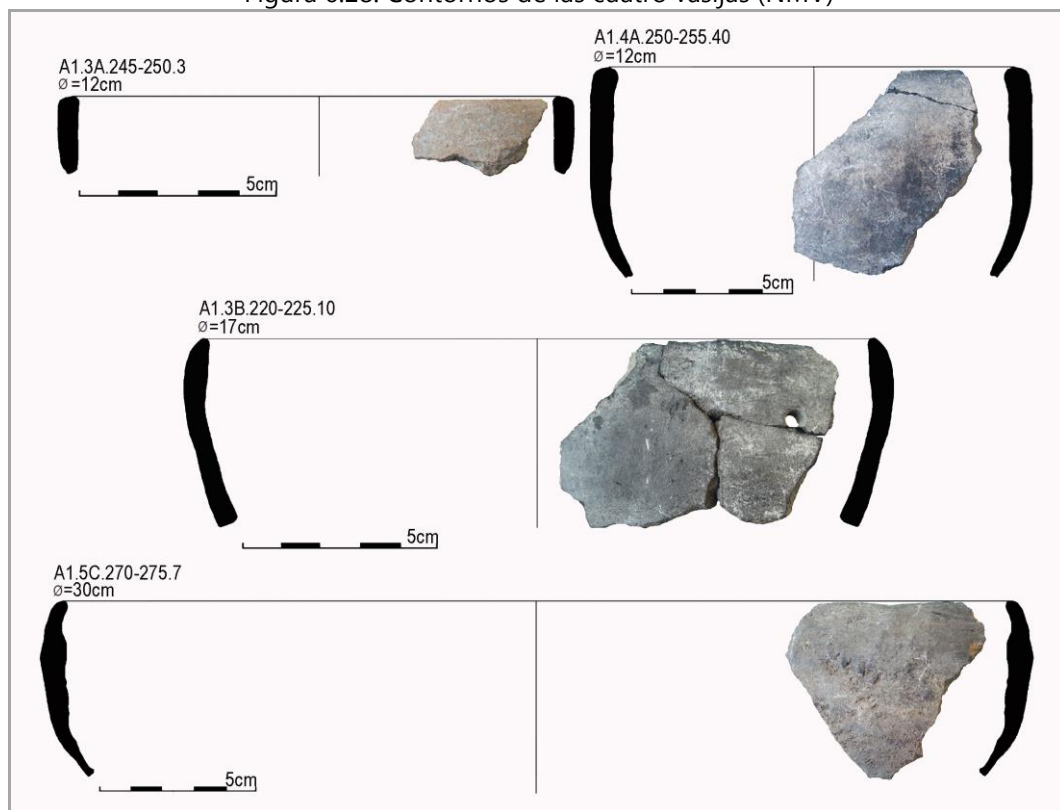 Figura 6.28. Contornos de las cuatro vasijas (NMV)
A1.3A.245-250.3
Ø=12cm
5cm
A1.4A.250-255.40
Ø=12cm
5cm
A1.3B.220-225.10
Ø=17cm
5cm
A1.5C.270-275.7
Ø=30cm
5cm